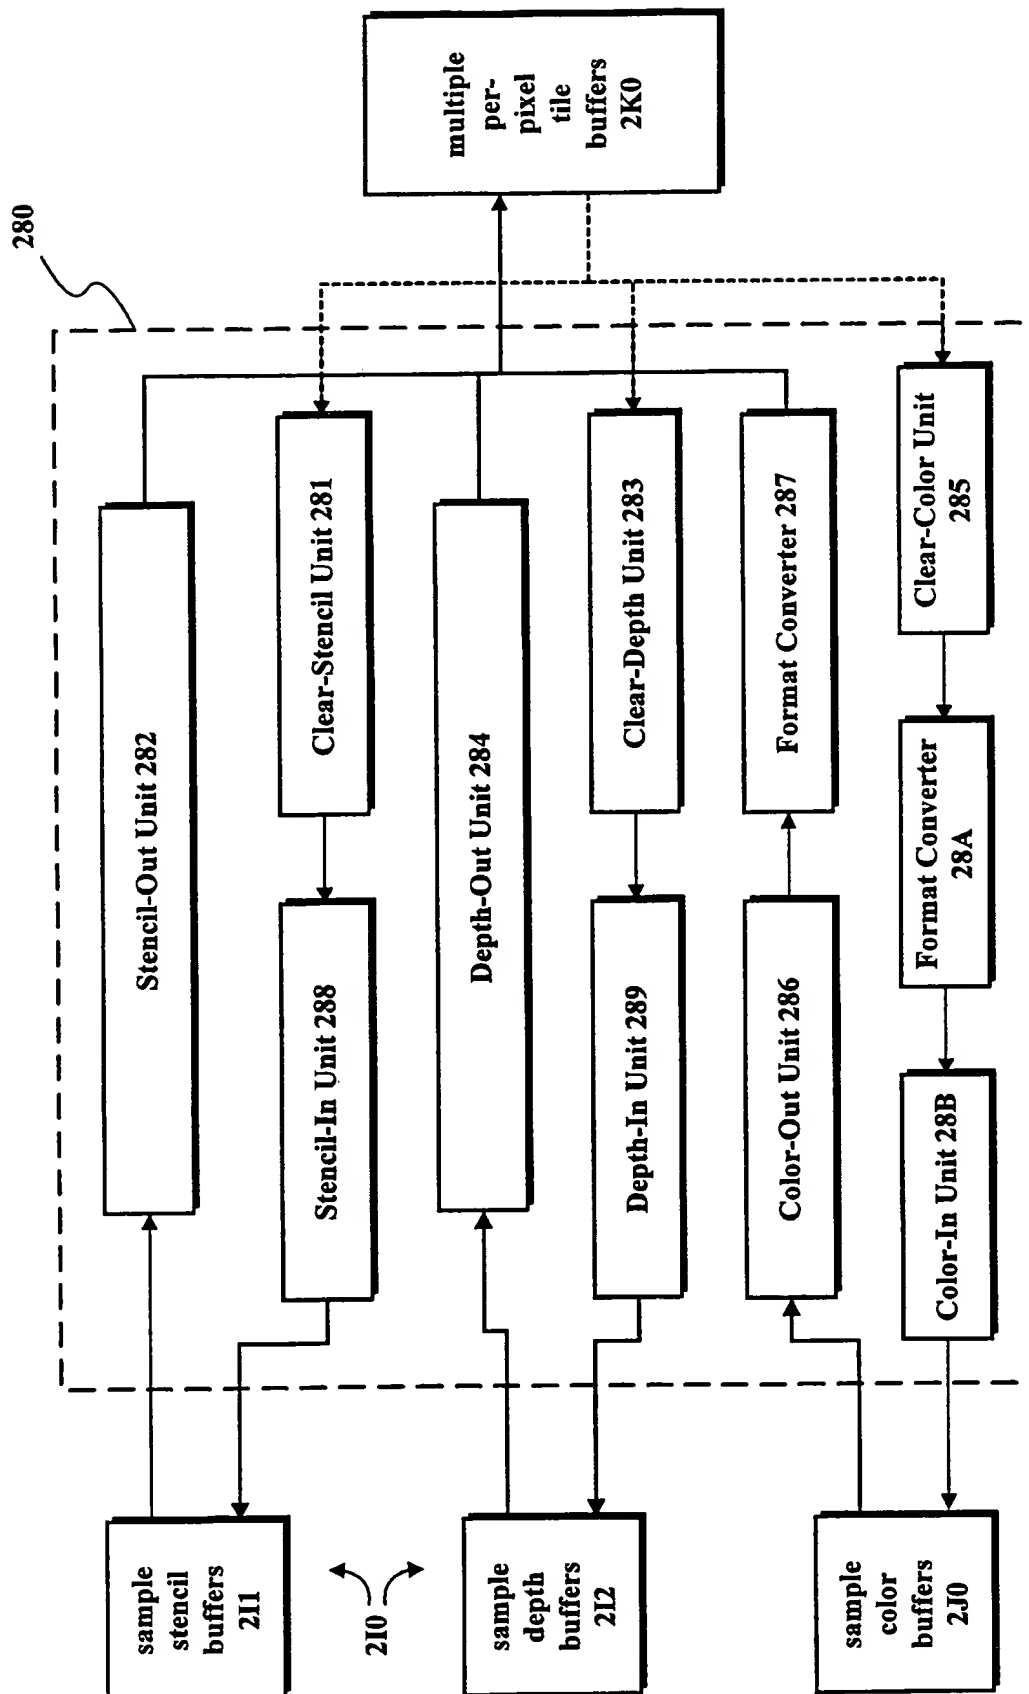 280
sample
stencil
buffers
2I1
Stencil-Out Unit 282
Stencil-In Unit 288
Clear-Stencil Unit 281
2I0
sample
depth
buffers
2I2
Depth-Out Unit 284
multiple
per-
pixel
tile
buffers
2K0
Depth-In Unit 289
Clear-Depth Unit 283
Color-Out Unit 286
Format Converter 287
sample
color
buffers
2J0
Color-In Unit 28B
Format Converter
28A
Clear-Color Unit
285